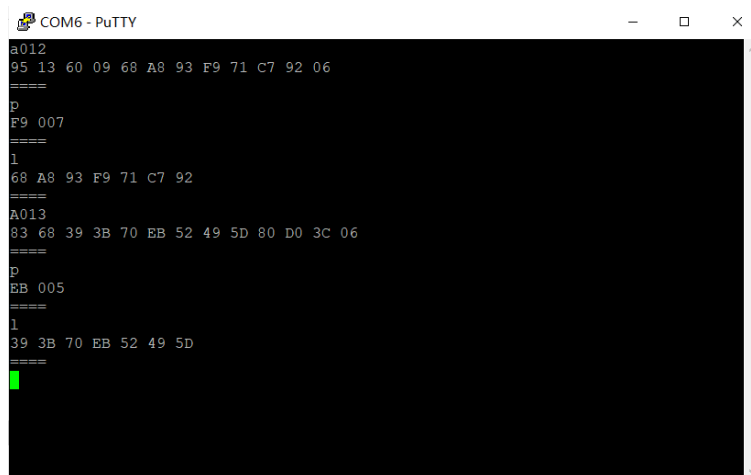 COM6 - PuTTY
a012
95 13 60 09 68 A8 93 F9 71 C7 92 06
====
p
F9 007
====
l
68 A8 93 F9 71 C7 92
====
A013
83 68 39 3B 70 EB 52 49 5D 80 D0 3C 06
====
p
EB 005
====
l
39 3B 70 EB 52 49 5D
====